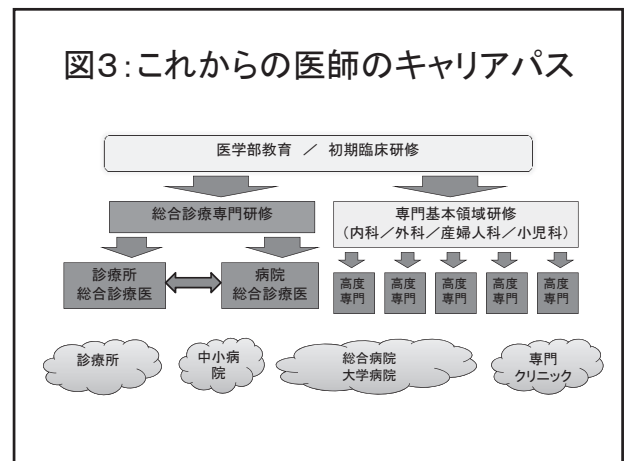 図3:これからの医師のキャリアパス
医学部教育 / 初期臨床研修
総合診療専門研修
専門基本領域研修
(内科/外科/産婦人科/小児科)
診療所
総合診療医
病院
総合診療医
高度
専門
高度
専門
高度
専門
高度
専門
高度
専門
診療所
中小病
院
総合病院
大学病院
専門
クリニック